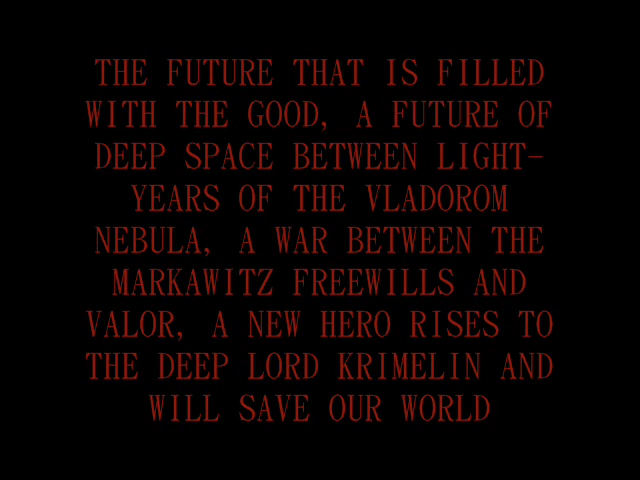 THE FUTURE THAT IS FILLED
WITH THE GOOD, A FUTURE OF
DEEP SPACE BETWEEN LIGHT-
YEARS OF THE VLADOROM
NEBULA, A WAR BETWEEN THE
MARKAWITZ FREEWILLS AND
VALOR, A NEW HERO RISES TO
THE DEEP LORD KRIMELIN AND
WILL SAVE OUR WORLD